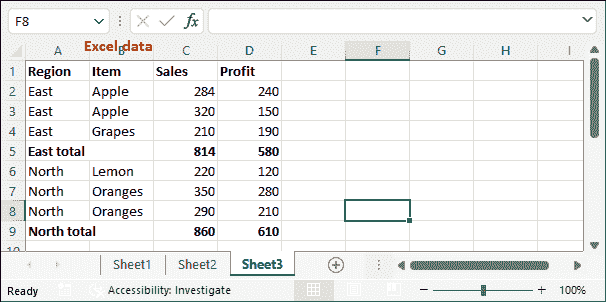 F8 fx
Excel data
A B C D E F G H I
1 Region Item Sales Profit
2 East Apple 284 240
3 East Apple 320 150
4 East Grapes 210 190
5 East total 814 580
6 North Lemon 220 120
7 North Oranges 350 280
8 North Oranges 290 210
9 North total 860 610
10
Sheet1 Sheet2 Sheet3
Ready Accessibility: Investigate 100%